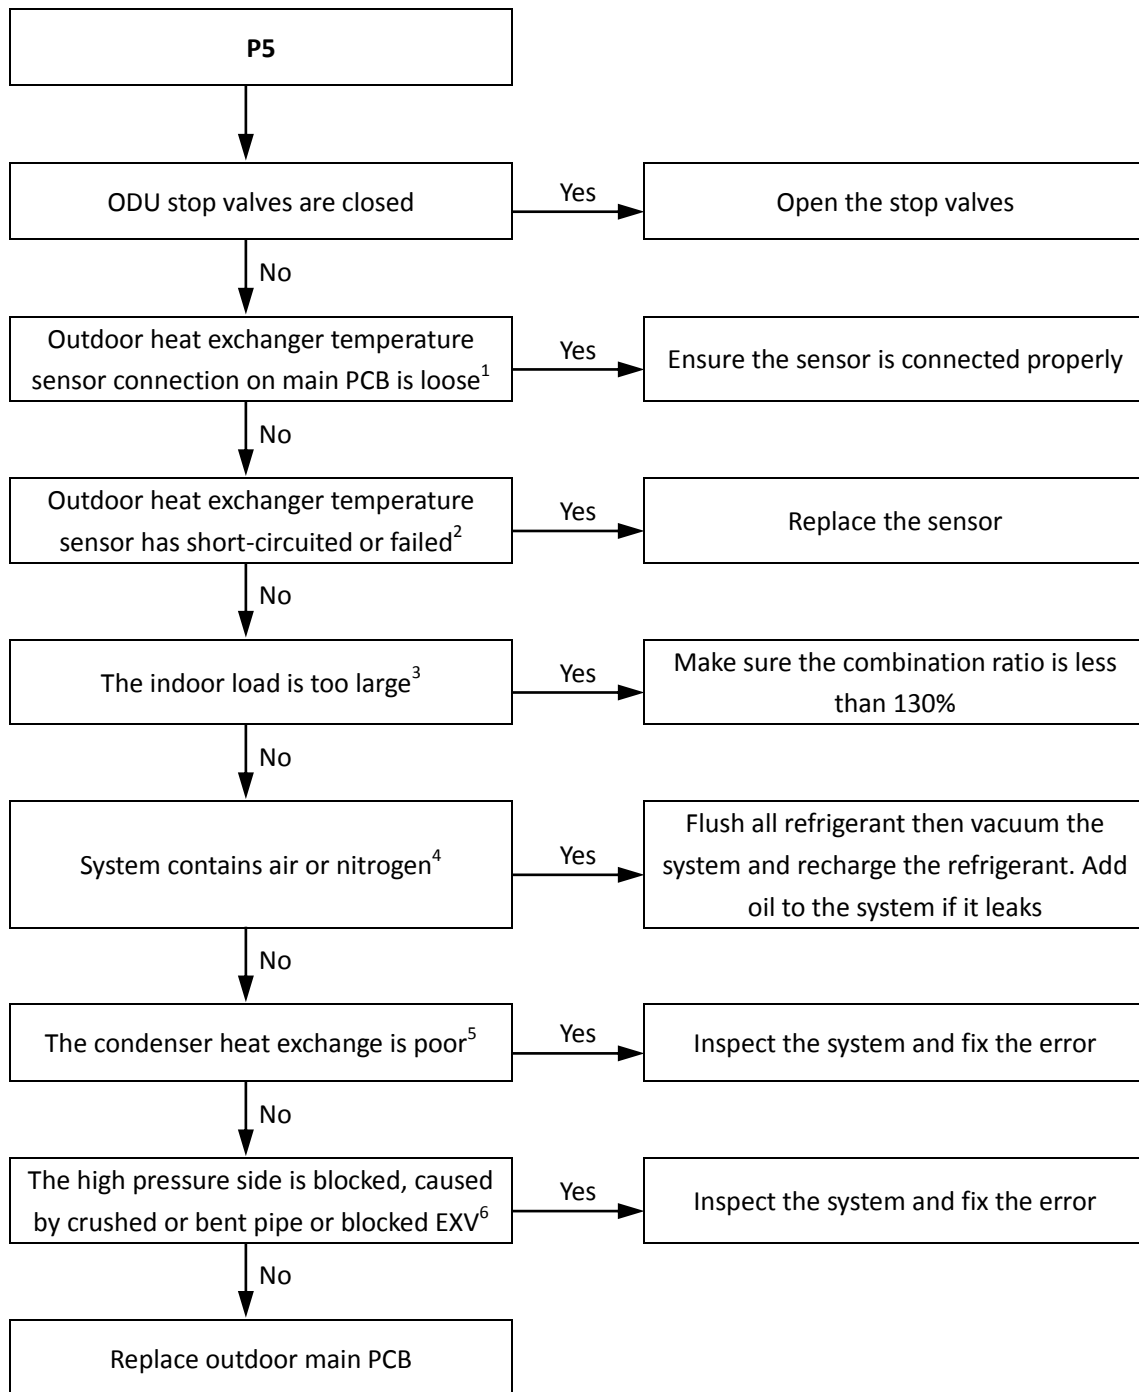 P5
ODU stop valves are closed
Yes
Open the stop valves
No
Outdoor heat exchanger temperature
sensor connection on main PCB is loose1
Yes
Ensure the sensor is connected properly
No
Outdoor heat exchanger temperature
sensor has short-circuited or failed2
Yes
Replace the sensor
No
The indoor load is too large3
Yes
Make sure the combination ratio is less
than 130%
No
System contains air or nitrogen4
Yes
Flush all refrigerant then vacuum the
system and recharge the refrigerant. Add
oil to the system if it leaks
No
The condenser heat exchange is poor5
Yes
Inspect the system and fix the error
No
The high pressure side is blocked, caused
by crushed or bent pipe or blocked EXV6
Yes
Inspect the system and fix the error
No
Replace outdoor main PCB